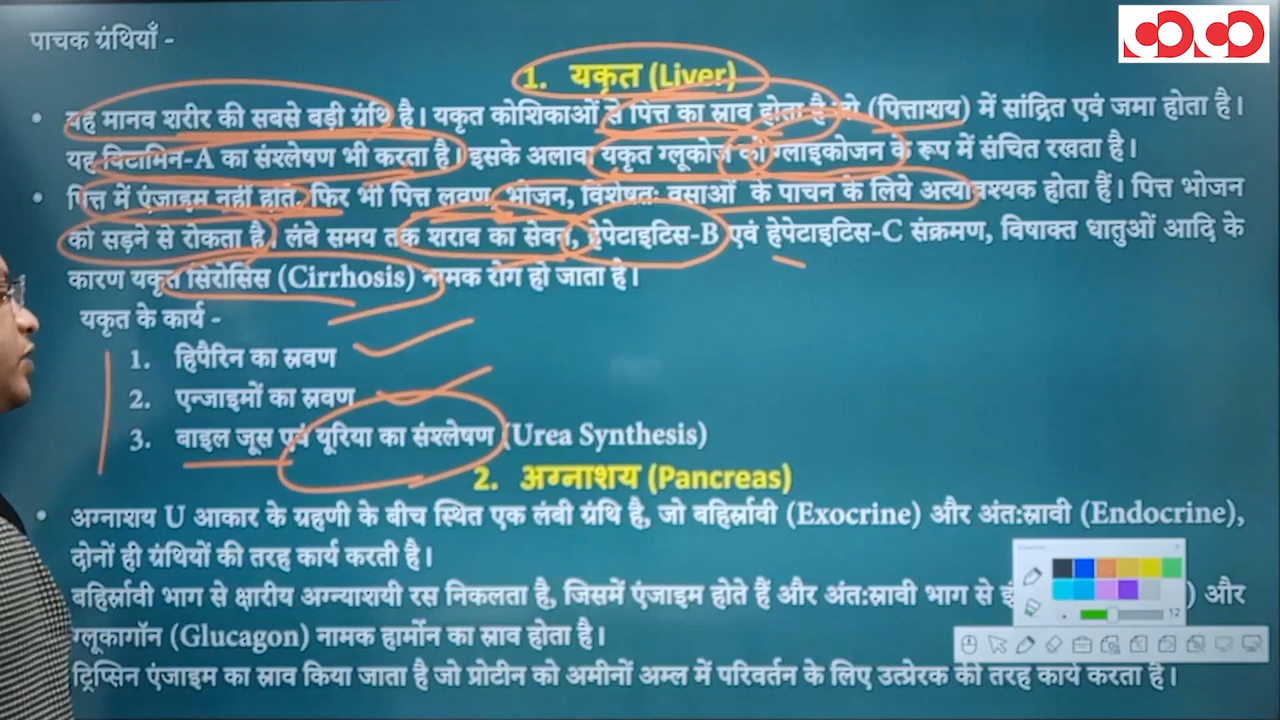 पाचक ग्रंथियाँ -
1. यकृत (Liver)
• यह मानव शरीर की सबसे बड़ी ग्रंथि है। यकृत कोशिकाओं से पित्त का स्राव होता है जो (पित्ताशय) में सांद्रित एवं जमा होता है।
यह विटामिन-A का संश्लेषण भी करता है। इसके अलावा यकृत ग्लूकोज को ग्लाइकोजन के रूप में संचित रखता है।
• पित्त में एंजाइम नहीं होते, फिर भी पित्त लवण, भोजन, विशेषतः वसाओं के पाचन के लिये अत्यावश्यक होता हैं। पित्त भोजन
को सड़ने से रोकता है। लंबे समय तक शराब का सेवन, हेपेटाइटिस-B एवं हेपेटाइटिस-C संक्रमण, विषाक्त धातुओं आदि के
कारण यकृत सिरोसिस (Cirrhosis) नामक रोग हो जाता है।
यकृत के कार्य -
1. हिपैरिन का स्रवण
2. एन्जाइमों का स्रवण
3. बाइल जूस एवं यूरिया का संश्लेषण (Urea Synthesis)
2. अग्नाशय (Pancreas)
• अग्नाशय U आकार के ग्रहणी के बीच स्थित एक लंबी ग्रंथि है, जो बहिर्स्रावी (Exocrine) और अंत:स्रावी (Endocrine),
दोनों ही ग्रंथियों की तरह कार्य करती है।
बहिर्स्रावी भाग से क्षारीय अग्न्याशयी रस निकलता है, जिसमें एंजाइम होते हैं और अंत:स्रावी भाग से ) और
ग्लूकागॉन (Glucagon) नामक हार्मोन का स्राव होता है।
ट्रिप्सिन एंजाइम का स्राव किया जाता है जो प्रोटीन को अमीनों अम्ल में परिवर्तन के लिए उत्प्रेरक की तरह कार्य करता है।
12